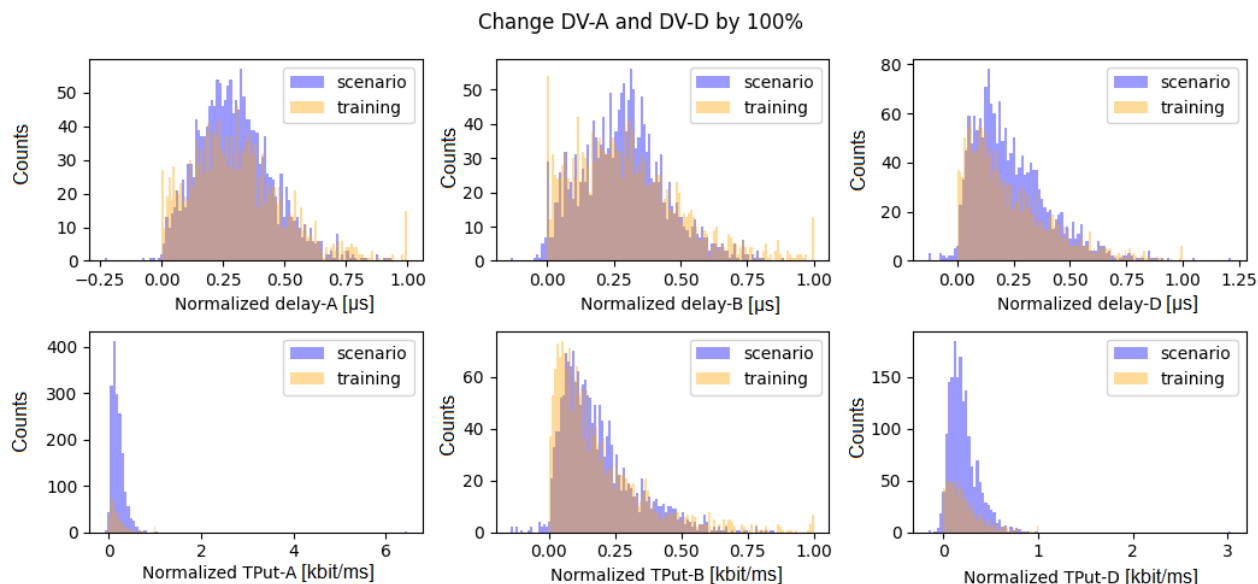 Change DV-A and DV-D by 100%
scenario
training
Counts
0
10
20
30
40
50
−0.25
0.00
0.25
0.50
0.75
1.00
Normalized delay-A [µs]
scenario
training
Counts
0
10
20
30
40
50
0.00
0.25
0.50
0.75
1.00
Normalized delay-B [µs]
scenario
training
Counts
0
20
40
60
80
0.00
0.25
0.50
0.75
1.00
1.25
Normalized delay-D [µs]
scenario
training
Counts
0
100
200
300
400
0
2
4
6
Normalized TPut-A [kbit/ms]
scenario
training
Counts
0
20
40
60
0.00
0.25
0.50
0.75
1.00
Normalized TPut-B [kbit/ms]
scenario
training
Counts
0
50
100
150
0
1
2
3
Normalized TPut-D [kbit/ms]